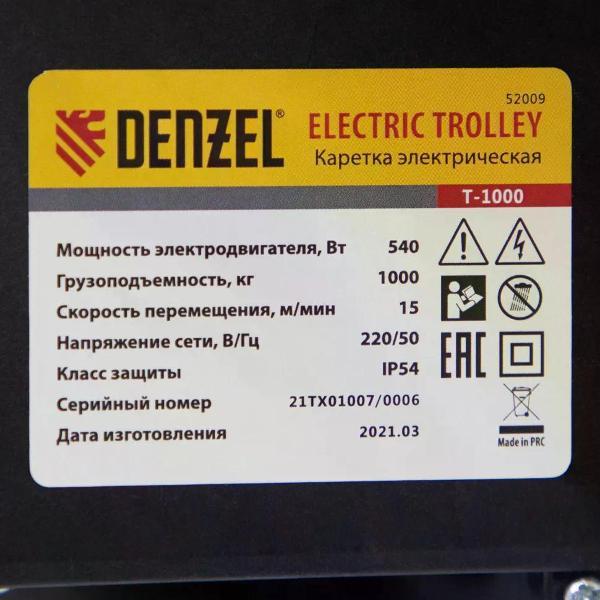 52009
DENZEL® ELECTRIC TROLLEY
Каретка электрическая
T-1000
Мощность электродвигателя, Вт 540
Грузоподъемность, кг 1000
Скорость перемещения, м/мин 15
Напряжение сети, В/Гц 220/50
Класс защиты IP54
Серийный номер 21TX01007/0006
Дата изготовления 2021.03
EAC
Made in PRC